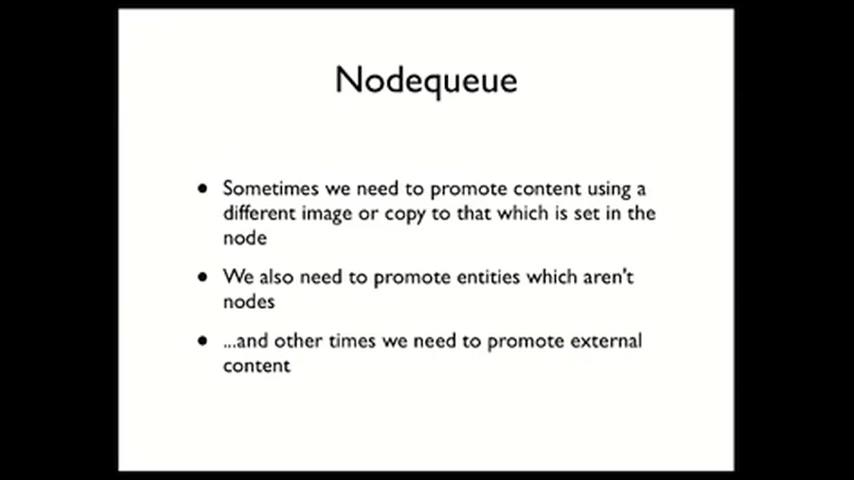 Nodequeue
• Sometimes we need to promote content using a
different image or copy to that which is set in the
node
• We also need to promote entities which aren't
nodes
• ...and other times we need to promote external
content